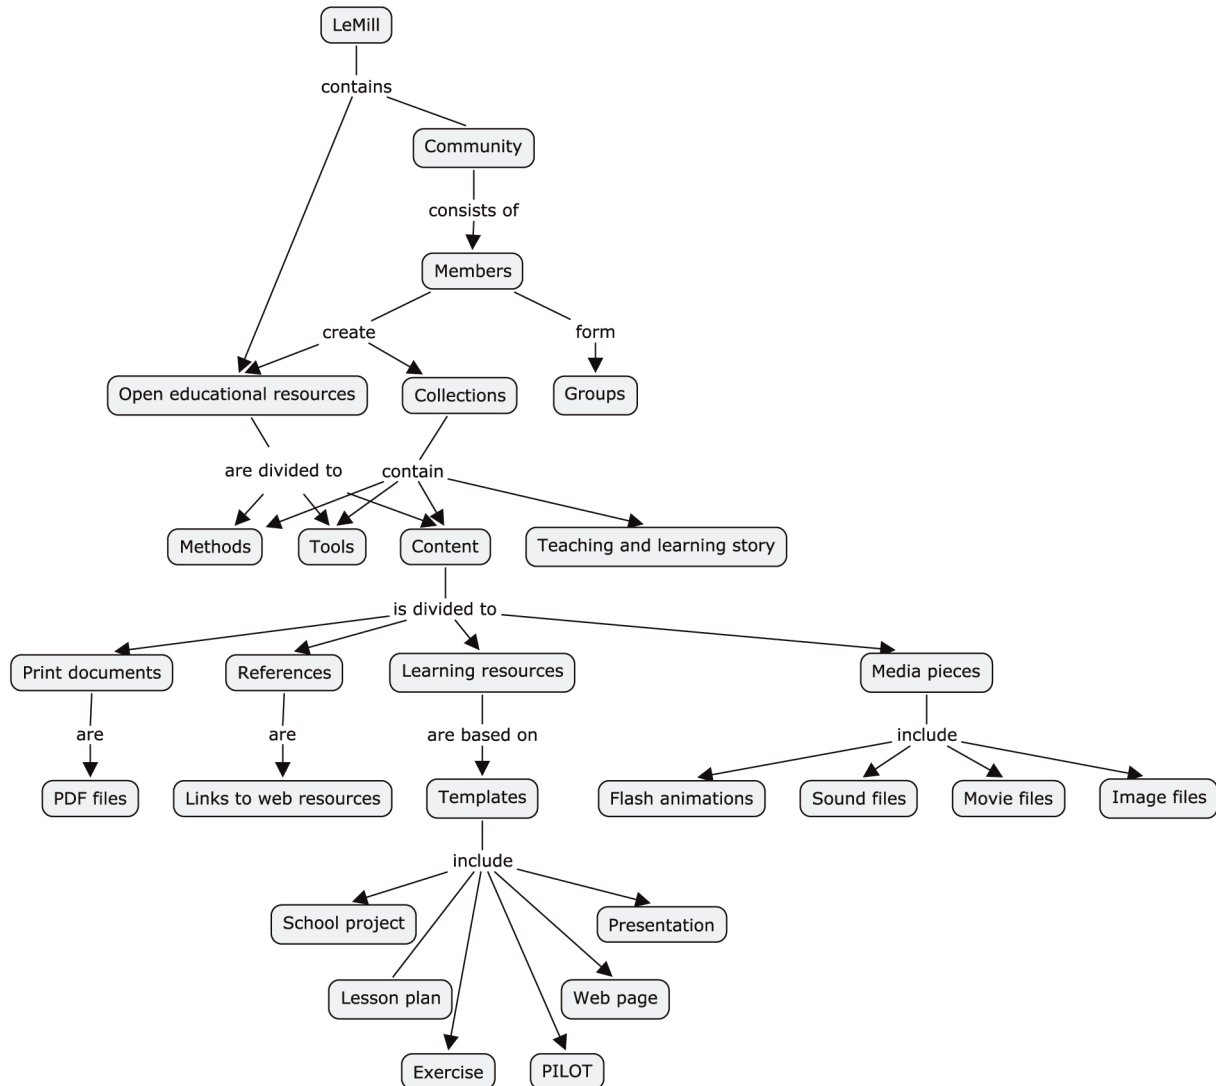 LeMill
contains
Community
consists of
Members
create
form
Open educational resources
Collections
Groups
are divided to
contain
Methods
Tools
Content
Teaching and learning story
is divided to
Print documents
References
Learning resources
Media pieces
are
are
are based on
include
PDF files
Links to web resources
Templates
Flash animations
Sound files
Movie files
Image files
include
School project
Presentation
Lesson plan
Web page
Exercise
PILOT